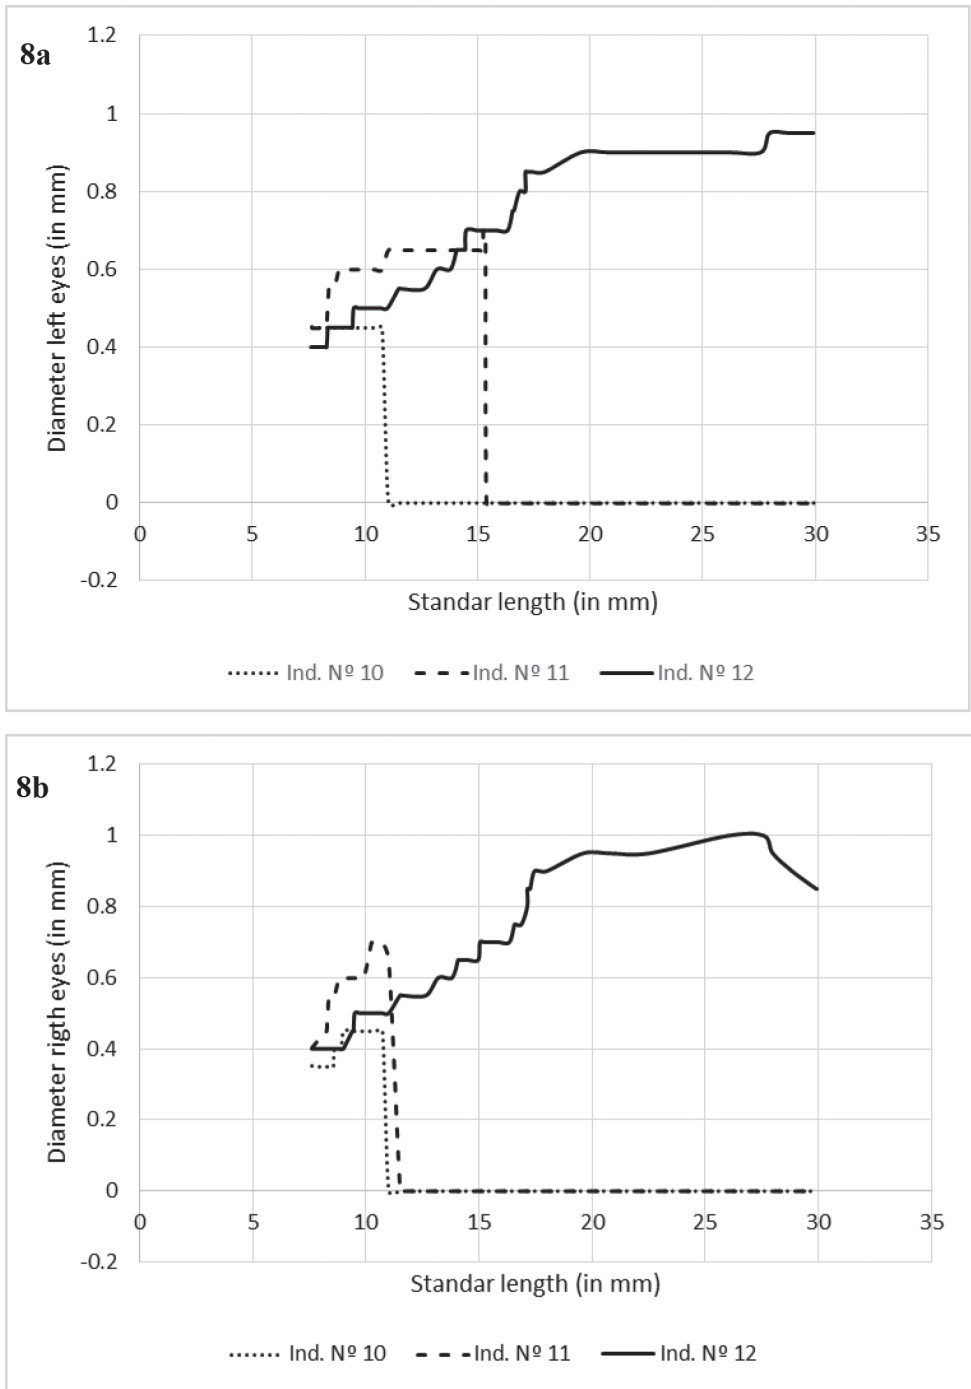 8a
1.2
1
0.8
0.6
0.4
0.2
0
-0.2
Diameter left eyes (in mm)
0 5 10 15 20 25 30 35
Standar length (in mm)
Ind. Nº 10 Ind. Nº 11 Ind. Nº 12
8b
1.2
1
0.8
0.6
0.4
0.2
0
-0.2
Diameter rigth eyes (in mm)
0 5 10 15 20 25 30 35
Standar length (in mm)
Ind. Nº 10 Ind. Nº 11 Ind. Nº 12